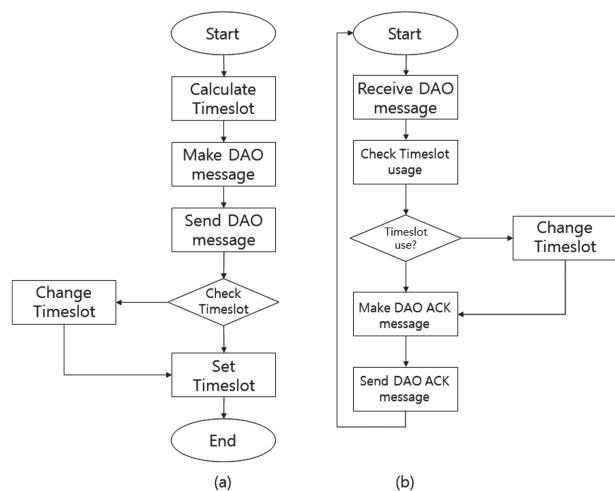 Start
Calculate
Timeslot
Make DAO
message
Send DAO
message
Check
Timeslot
Change
Timeslot
Set
Timeslot
End
(a)
Start
Receive DAO
message
Check Timeslot
usage
Timeslot
use?
Change
Timeslot
Make DAO ACK
message
Send DAO ACK
message
(b)